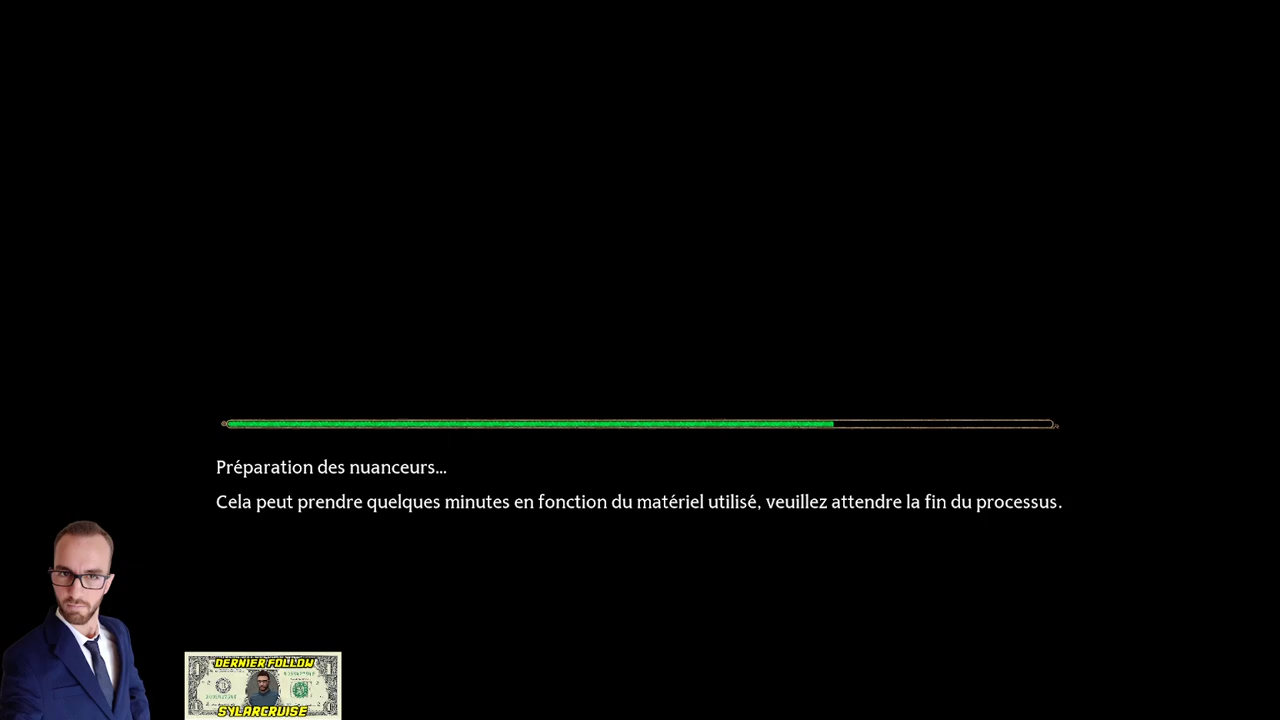 Préparation des nuanceurs...
Cela peut prendre quelques minutes en fonction du matériel utilisé, veuillez attendre la fin du processus.
DERNIER FOLLOW
SYLARCRUISE